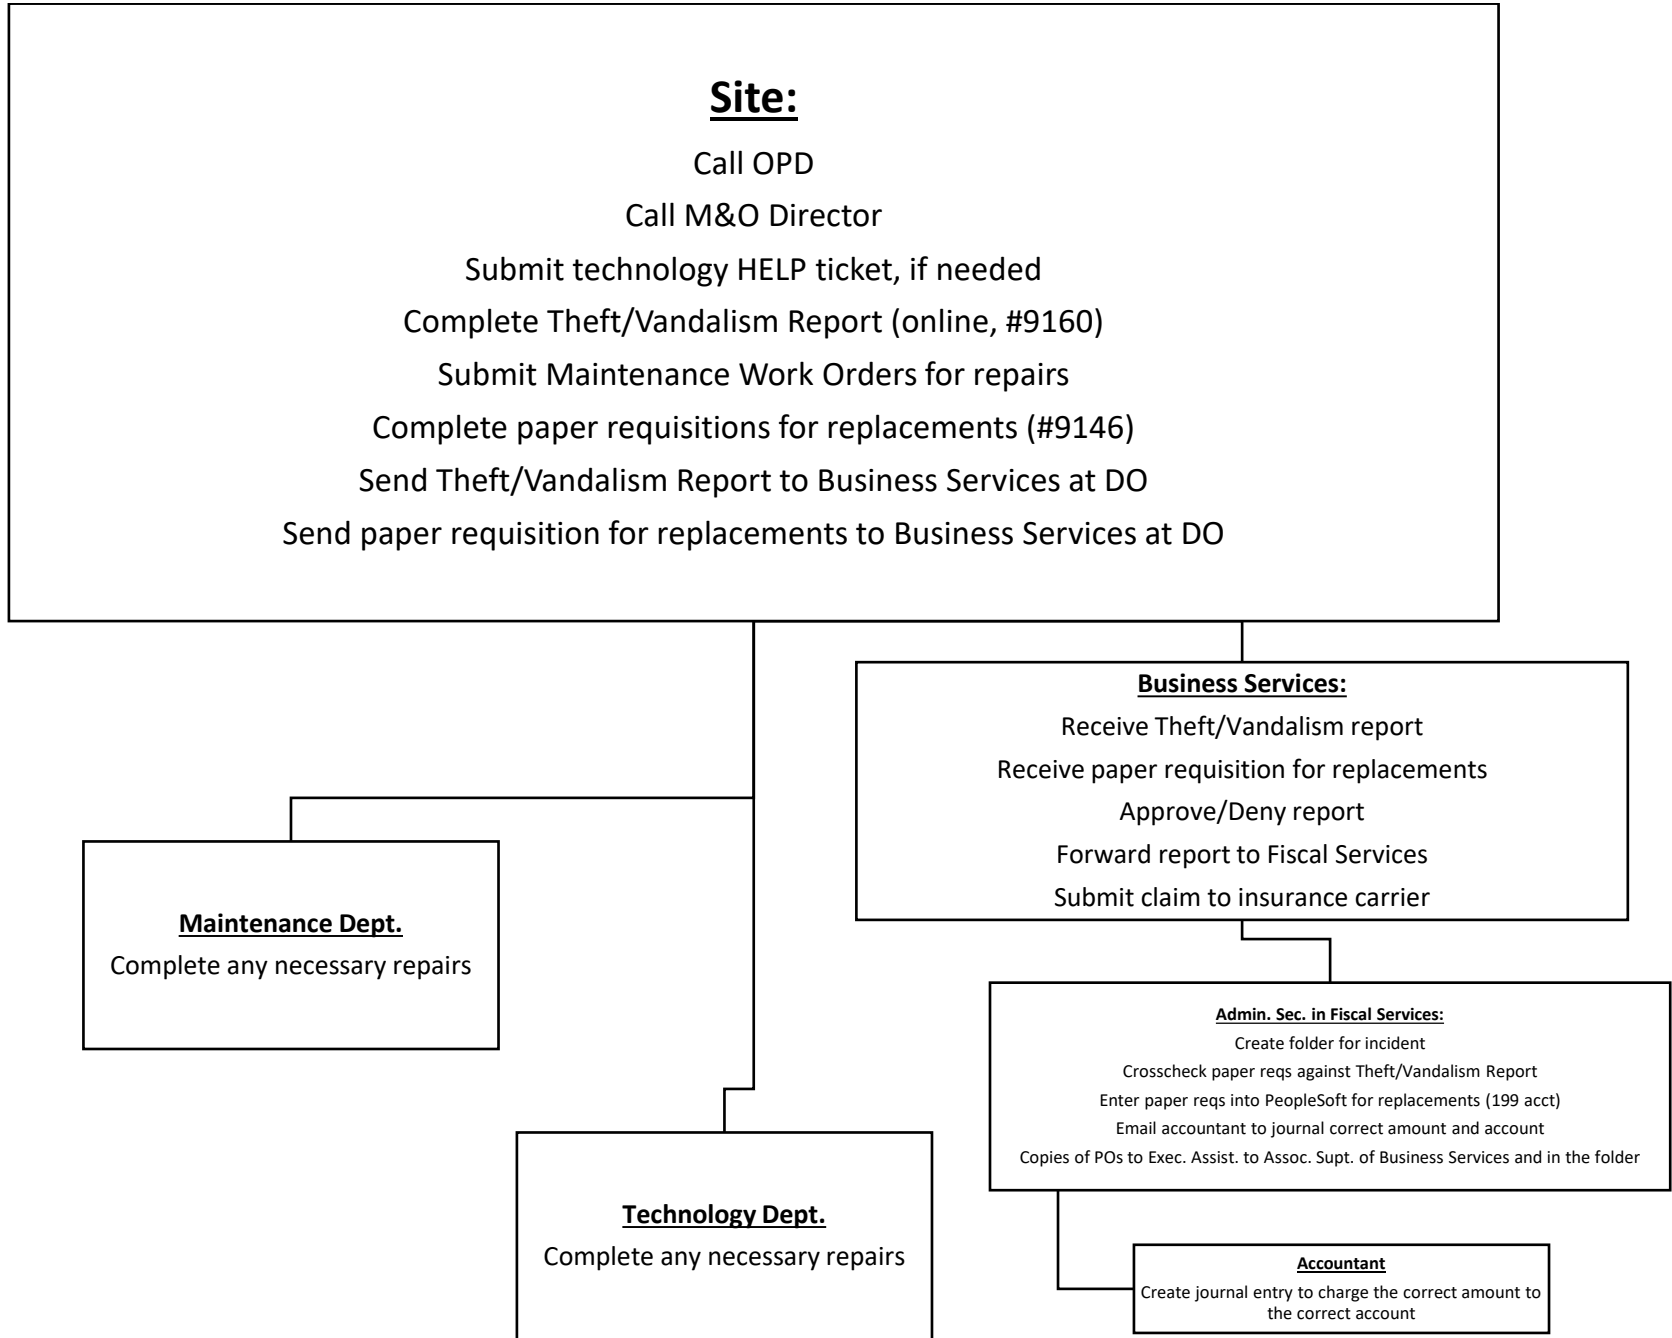 Site:
Call OPD
Call M&O Director
Submit technology HELP ticket, if needed
Complete Theft/Vandalism Report (online, #9160)
Submit Maintenance Work Orders for repairs
Complete paper requisitions for replacements (#9146)
Send Theft/Vandalism Report to Business Services at DO
Send paper requisition for replacements to Business Services at DO
Business Services:
Receive Theft/Vandalism report
Receive paper requisition for replacements
Approve/Deny report
Forward report to Fiscal Services
Submit claim to insurance carrier
Maintenance Dept.
Complete any necessary repairs
Admin. Sec. in Fiscal Services:
Create folder for incident
Crosscheck paper reqs against Theft/Vandalism Report
Enter paper reqs into PeopleSoft for replacements (199 acct)
Email accountant to journal correct amount and account
Copies of POs to Exec. Assist. to Assoc. Supt. of Business Services and in the folder
Technology Dept.
Complete any necessary repairs
Accountant
Create journal entry to charge the correct amount to
the correct account